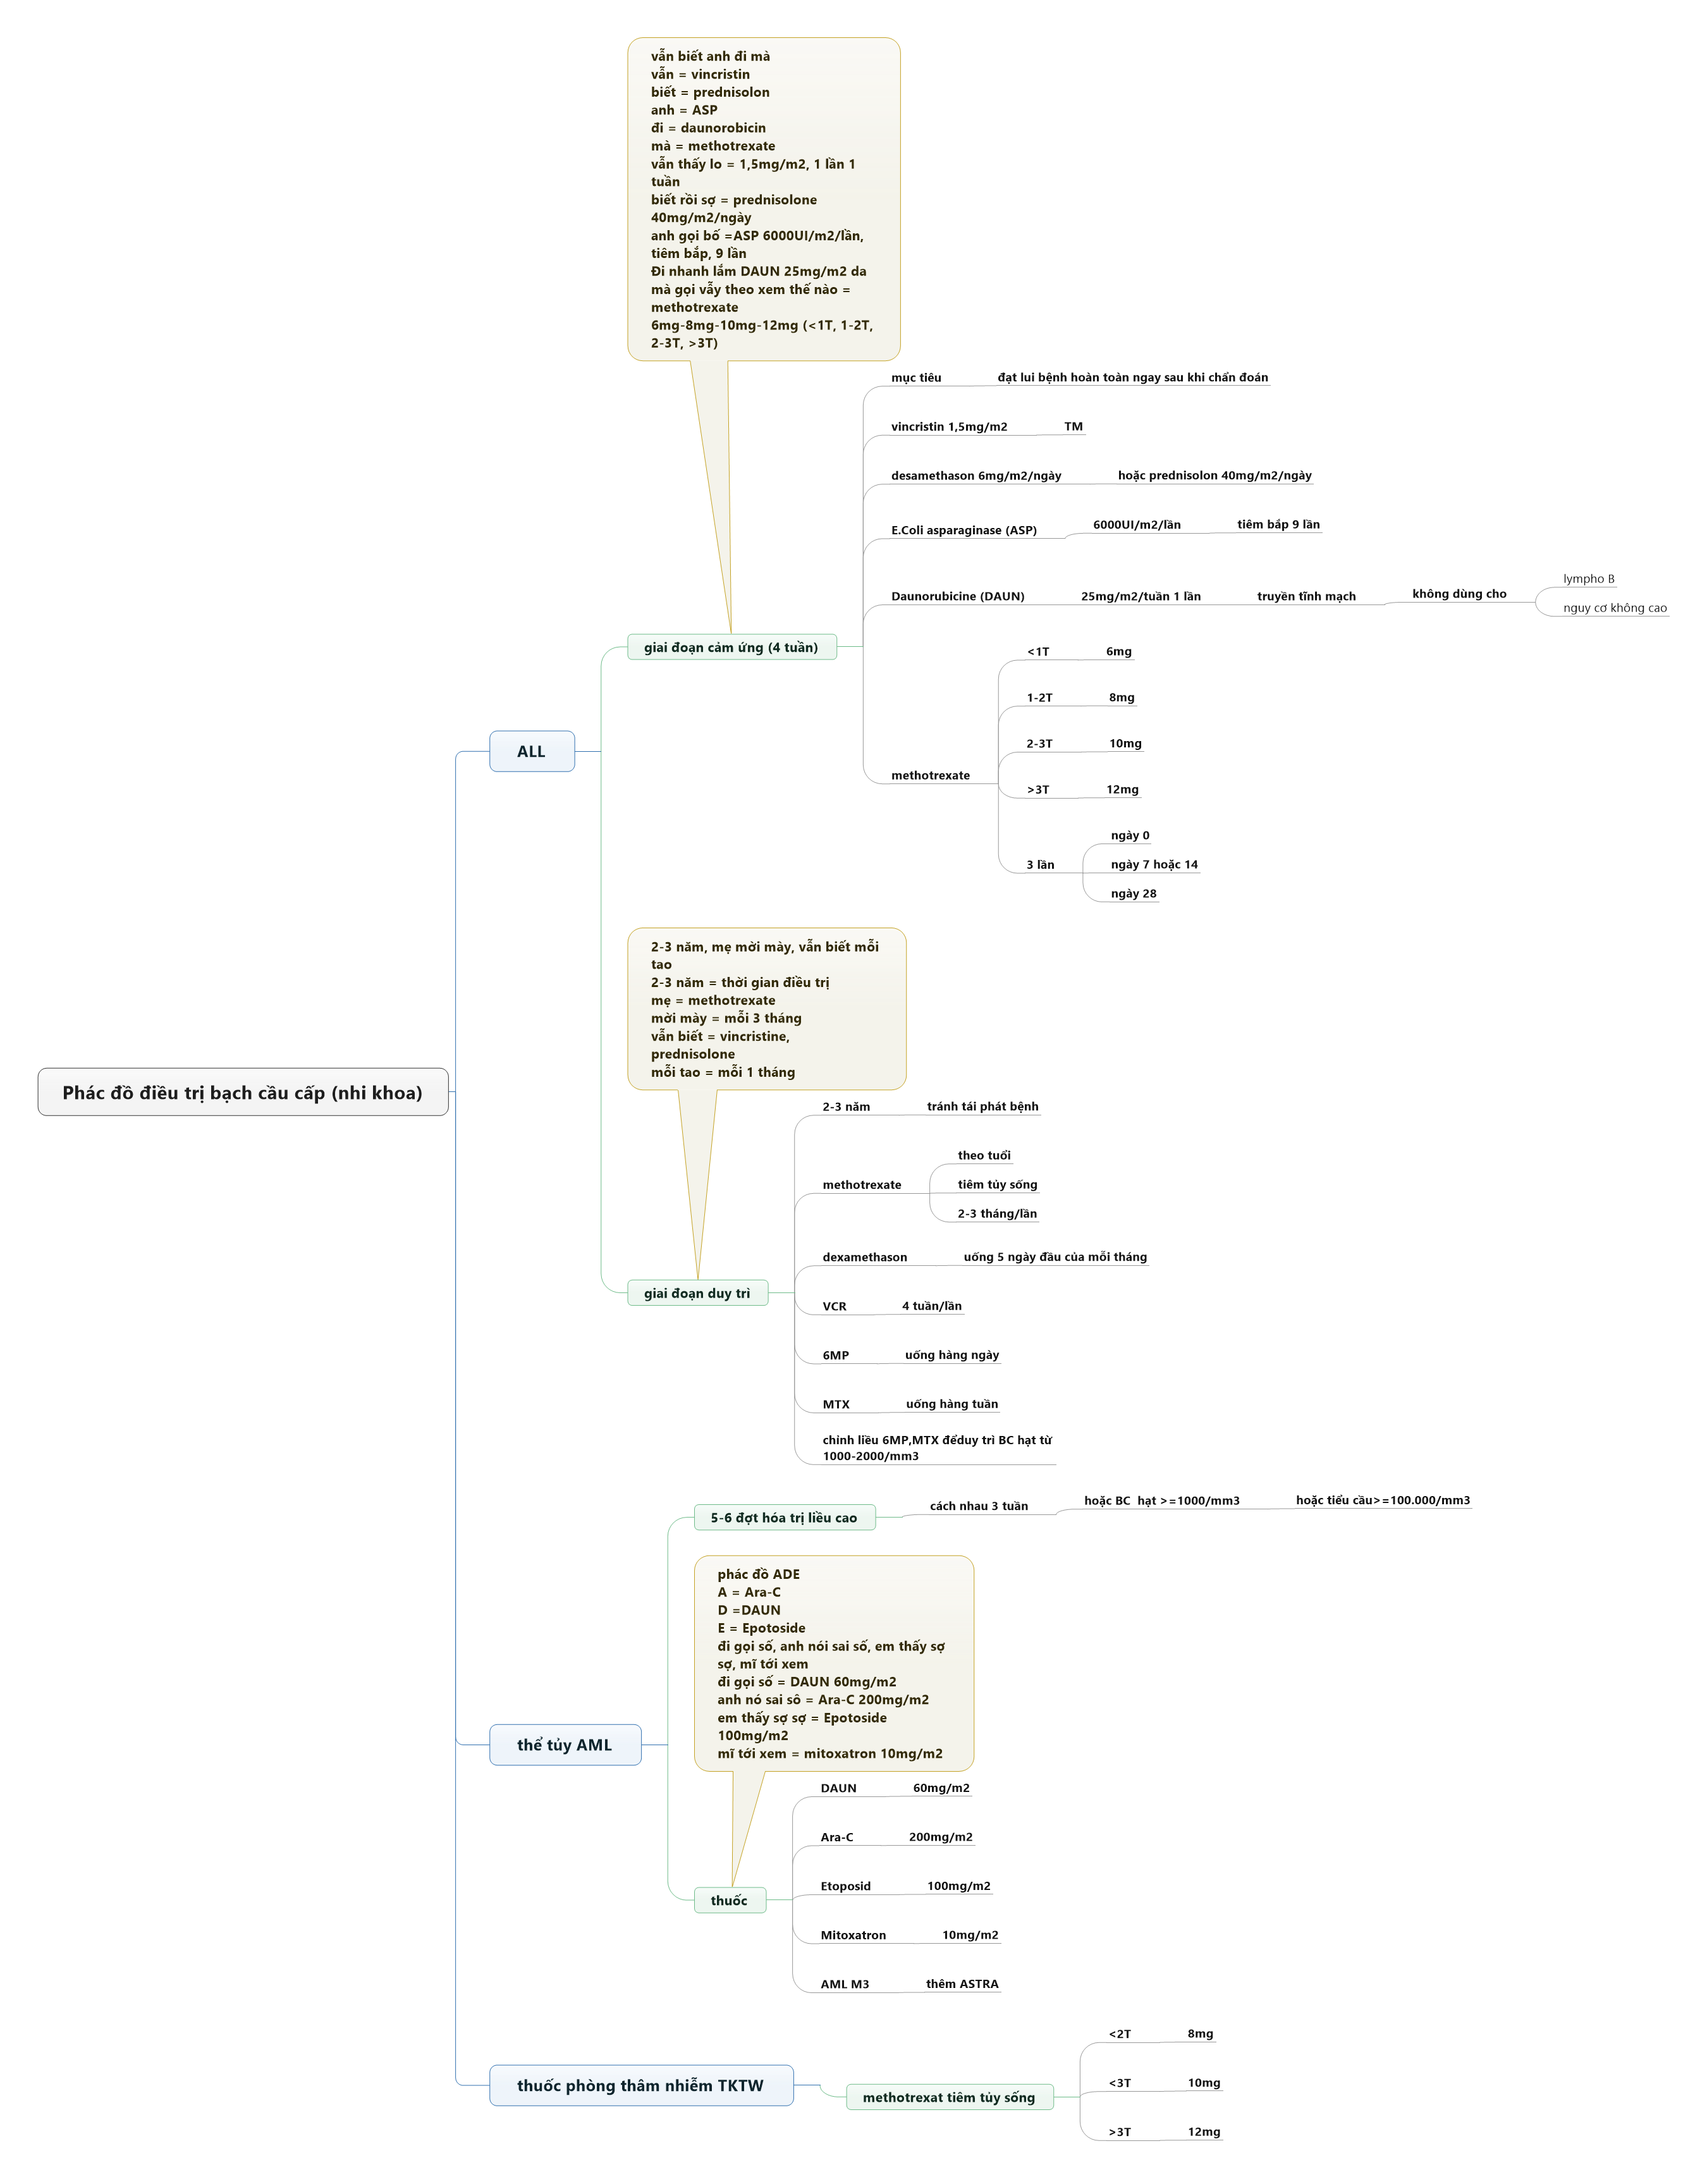 vẫn biết anh đi mà
vẫn = vincristin
biết = prednisolon
anh = ASP
đi = daunorobicin
mà = methotrexate
vẫn thấy lo = 1,5mg/m2, 1 lần 1
tuần
biết rồi sợ = prednisolone
40mg/m2/ngày
anh gọi bố =ASP 6000UI/m2/lần,
tiêm bắp, 9 lần
Đi nhanh lắm DAUN 25mg/m2 da
mà gọi vẫy theo xem thế nào =
methotrexate
6mg-8mg-10mg-12mg (<1T, 1-2T,
2-3T, >3T)
mục tiêu
đạt lui bệnh hoàn toàn ngay sau khi chẩn đoán
vincristin 1,5mg/m2
TM
desamethason 6mg/m2/ngày
hoặc prednisolon 40mg/m2/ngày
E.Coli asparaginase (ASP)
6000UI/m2/lần
tiêm bắp 9 lần
Daunorubicine (DAUN)
25mg/m2/tuần 1 lần
truyền tĩnh mạch
không dùng cho
lympho B
nguy cơ không cao
giai đoạn cảm ứng (4 tuần)
<1T
6mg
1-2T
8mg
2-3T
10mg
>3T
12mg
methotrexate
3 lần
ngày 0
ngày 7 hoặc 14
ngày 28
ALL
2-3 năm, mẹ mời mày, vẫn biết mỗi
tao
2-3 năm = thời gian điều trị
mẹ = methotrexate
mời mày = mỗi 3 tháng
vẫn biết = vincristine,
prednisolone
mỗi tao = mỗi 1 tháng
Phác đồ điều trị bạch cầu cấp (nhi khoa)
2-3 năm
tránh tái phát bệnh
methotrexate
theo tuổi
tiêm tủy sống
2-3 tháng/lần
dexamethason
uống 5 ngày đầu của mỗi tháng
giai đoạn duy trì
VCR
4 tuần/lần
6MP
uống hàng ngày
MTX
uống hàng tuần
chỉnh liều 6MP,MTX đểduy trì BC hạt từ
1000-2000/mm3
5-6 đợt hóa trị liều cao
cách nhau 3 tuần
hoặc BC  hạt >=1000/mm3
hoặc tiểu cầu>=100.000/mm3
phác đồ ADE
A = Ara-C
D =DAUN
E = Epotoside
đi gọi số, anh nói sai số, em thấy sợ
sợ, mĩ tới xem
đi gọi số = DAUN 60mg/m2
anh nó sai sô = Ara-C 200mg/m2
em thấy sợ sợ = Epotoside
100mg/m2
mĩ tới xem = mitoxatron 10mg/m2
thể tủy AML
thuốc
DAUN
60mg/m2
Ara-C
200mg/m2
Etoposid
100mg/m2
Mitoxatron
10mg/m2
AML M3
thêm ASTRA
thuốc phòng thâm nhiễm TKTW
methotrexat tiêm tủy sống
<2T
8mg
<3T
10mg
>3T
12mg